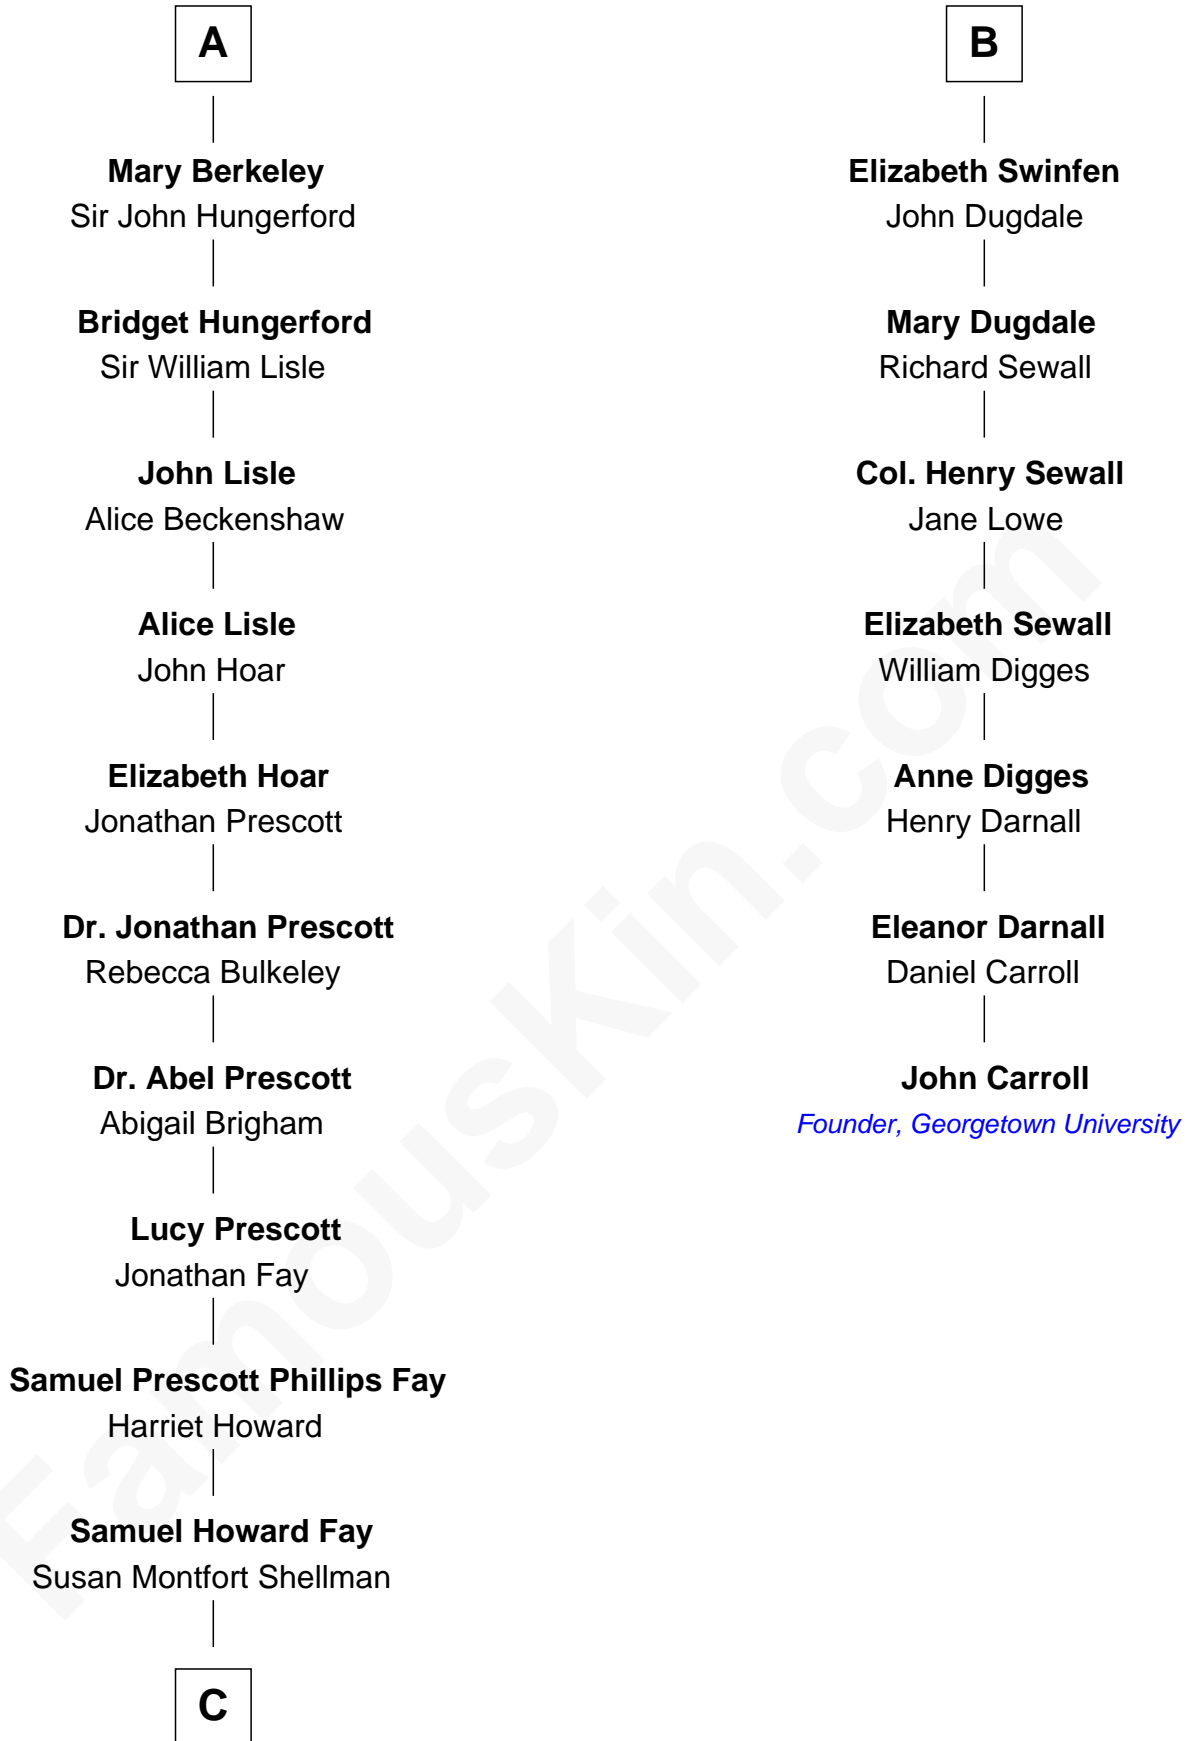 A
Mary Berkeley
Sir John Hungerford
Bridget Hungerford
Sir William Lisle
John Lisle
Alice Beckenshaw
Alice Lisle
John Hoar
Elizabeth Hoar
Jonathan Prescott
Dr. Jonathan Prescott
Rebecca Bulkeley
Dr. Abel Prescott
Abigail Brigham
Lucy Prescott
Jonathan Fay
Samuel Prescott Phillips Fay
Harriet Howard
Samuel Howard Fay
Susan Montfort Shellman
C
B
Elizabeth Swinfen
John Dugdale
Mary Dugdale
Richard Sewall
Col. Henry Sewall
Jane Lowe
Elizabeth Sewall
William Digges
Anne Digges
Henry Darnall
Eleanor Darnall
Daniel Carroll
John Carroll
Founder, Georgetown University
FamousKin.com